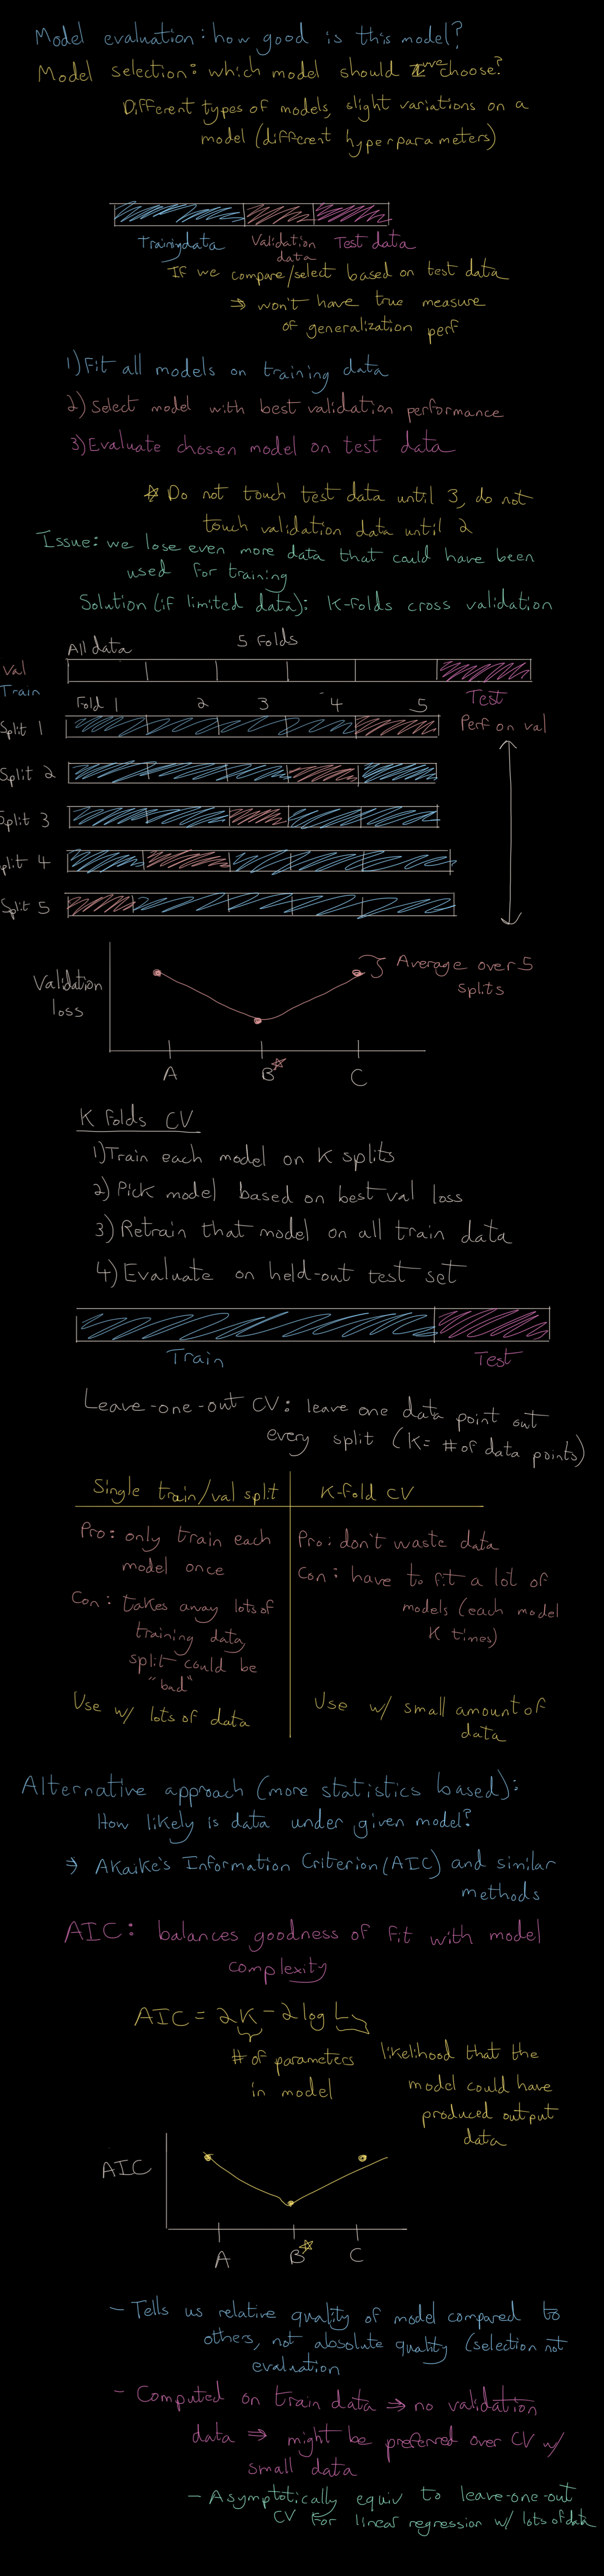 Model evaluation: how good is this model?
Model selection: which model should we choose?
Different types of models, slight variations on a
model (different hyperparameters)
Training data
Validation
data
Test data
If we compare/select based on test data
⇒ won't have true measure
of generalization perf
1) Fit all models on training data
2) Select model with best validation performance
3) Evaluate chosen model on test data
☆ Do not touch test data until 3, do not
touch validation data until 2
Issue: we lose even more data that could have been
used for training
Solution (if limited data): K-folds cross validation
All data
5 Folds
Val
Train
Test
Fold 1 2 3 4 5
Split 1
Perf on val
Split 2
Split 3
Split 4
Split 5
Validation
loss
Average over 5
splits
A B☆ C
K Folds CV
1) Train each model on K splits
2) Pick model based on best val loss
3) Retrain that model on all train data
4) Evaluate on held-out test set
Train Test
Leave-one-out CV: leave one data point out
every split (K= # of data points)
Single train/val split
Pro: only train each
model once
Con: takes away lots of
training data
split could be
"bad"
Use w/ lots of data
K-Fold CV
Pro: don't waste data
Con: have to fit a lot of
models (each model
K times)
Use w/ small amount of
data
Alternative approach (more statistics based):
How likely is data under given model?
⇒ Akaike's Information Criterion (AIC) and similar
methods
AIC: balances goodness of fit with model
complexity
AIC = 2K - 2 log L
# of parameters
in model
likelihood that the
model could have
produced output
data
AIC
A B☆ C
- Tells us relative quality of model compared to
others, not absolute quality (selection not
evaluation
- Computed on train data ⇒ no validation
data ⇒ might be preferred over CV w/
small data
- Asymptotically equiv to leave-one-out
CV for linear regression w/ lots of data